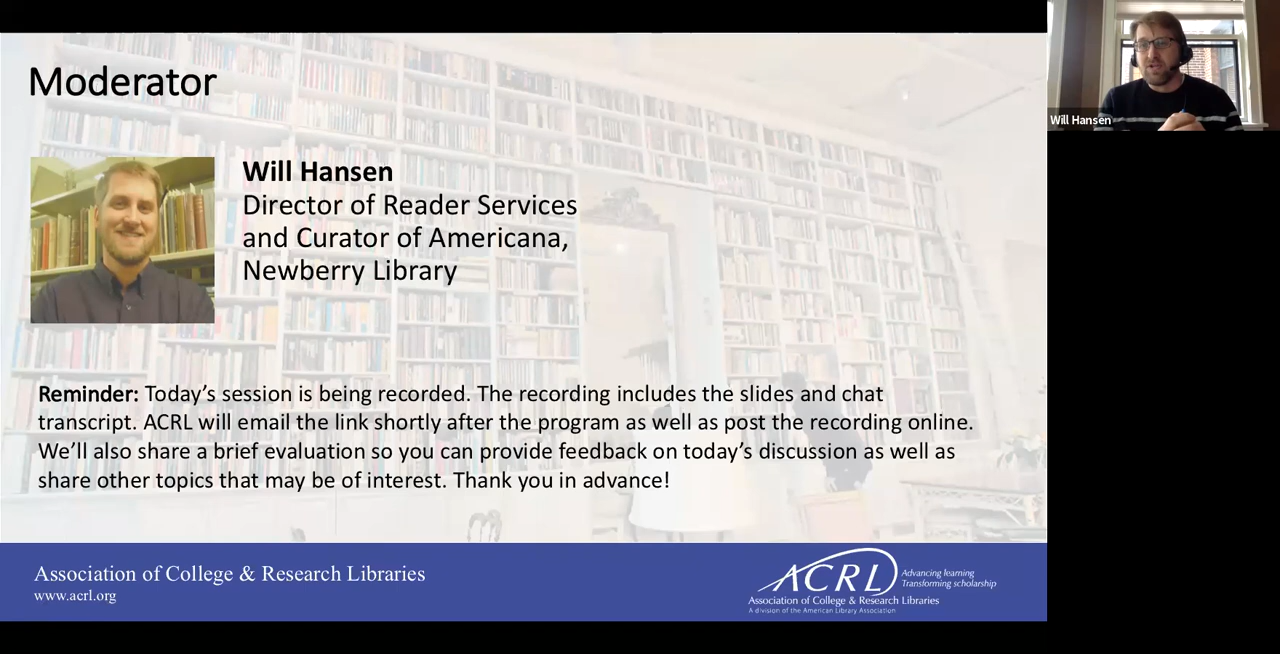 Moderator
Will Hansen
Director of Reader Services
and Curator of Americana,
Newberry Library
Reminder: Today’s session is being recorded. The recording includes the slides and chat
transcript. ACRL will email the link shortly after the program as well as post the recording online.
We’ll also share a brief evaluation so you can provide feedback on today’s discussion as well as
share other topics that may be of interest. Thank you in advance!
Association of College & Research Libraries
www.acrl.org
ACRL
Advancing learning
Transforming scholarship
Association of College & Research Libraries
A division of the American Library Association
Will Hansen